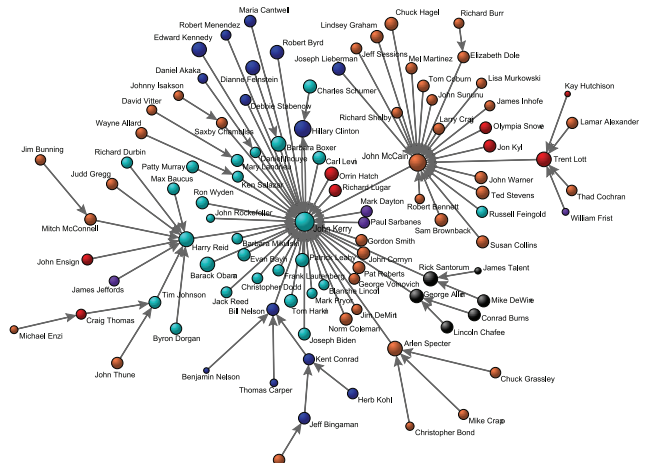 Maria Cantwell
Chuck Hagel
Richard Burr
Robert Menendez
Lindsey Graham
Edward Kennedy
Robert Byrd
Jeff Sessions
Elizabeth Dole
Joseph Lieberman
Mel Martinez
Daniel Akaka
Dianne Feinstein
Lisa Murkowski
Johnny Isakson
Charles Schumer
Tom Coburn
Kay Hutchison
John Sununu
David Vitter
Debbie Stabenow
James Inhofe
Richard Shelby
Larry Craig
Lamar Alexander
Wayne Allard
Saxby Chambliss
Hillary Clinton
Olympia Snowe
Barbara Boxer
Jim Bunning
Richard Durbin
Daniel Inouye
Carl Levin
John McCain
Jon Kyl
Trent Lott
Patty Murray
Mary Landrieu
Orrin Hatch
Judd Gregg
Max Baucus
Ken Salazar
Richard Lugar
John Warner
Ted Stevens
Thad Cochran
Ron Wyden
Mark Dayton
Robert Bennett
Russell Feingold
William Frist
John Rockefeller
Paul Sarbanes
Mitch McConnell
John Kerry
Sam Brownback
Harry Reid
Barbara Mikulski
Gordon Smith
Susan Collins
John Ensign
Evan Bayh
Patrick Leahy
John Cornyn
Barack Obama
Frank Lautenberg
Pat Roberts
Rick Santorum
James Talent
James Jeffords
Christopher Dodd
George Voinovich
Blanche Lincoln
George Allen
Tim Johnson
Jack Reed
Mark Pryor
Mike DeWine
Bill Nelson
Tom Harkin
Jim DeMint
Conrad Burns
Craig Thomas
Norm Coleman
Lincoln Chafee
Byron Dorgan
Joseph Biden
Michael Enzi
Arlen Specter
Kent Conrad
John Thune
Benjamin Nelson
Chuck Grassley
Thomas Carper
Herb Kohl
Jeff Bingaman
Mike Crapo
Christopher Bond